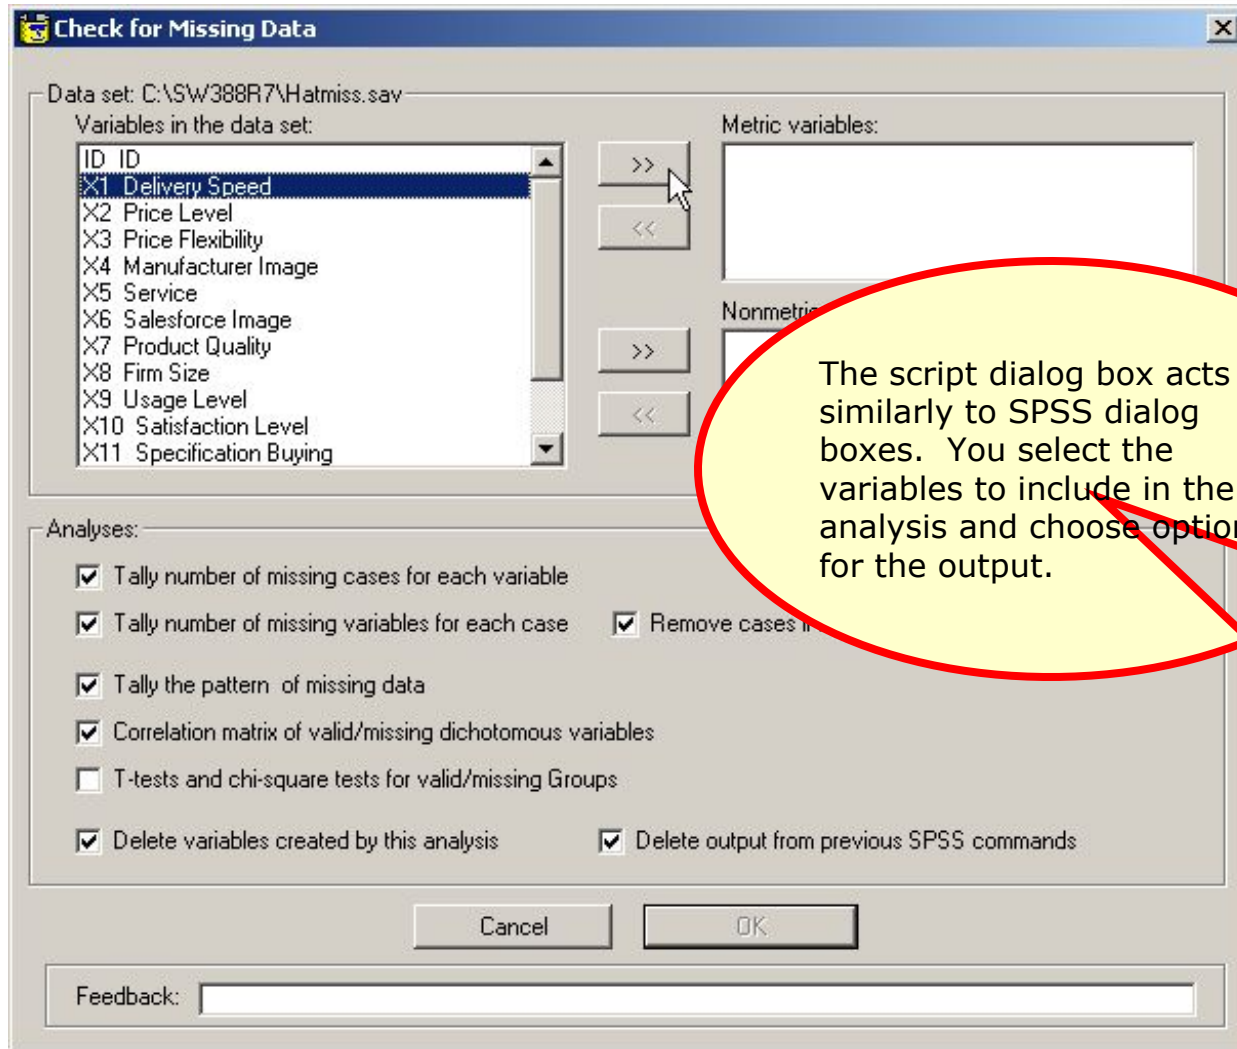 Check for Missing Data
Data set: C:\SW388R7\Hatmiss.sav
Variables in the data set:
ID ID
X1 Delivery Speed
X2 Price Level
X3 Price Flexibility
X4 Manufacturer Image
X5 Service
X6 Salesforce Image
X7 Product Quality
X8 Firm Size
X9 Usage Level
X10 Satisfaction Level
X11 Specification Buying
>>
<<
>>
<<
Metric variables:
Nonmetric
The script dialog box acts
similarly to SPSS dialog
boxes. You select the
variables to include in the
analysis and choose option
for the output.
Analyses:
Tally number of missing cases for each variable
Tally number of missing variables for each case
Remove cases
Tally the pattern of missing data
Correlation matrix of valid/missing dichotomous variables
T-tests and chi-square tests for valid/missing Groups
Delete variables created by this analysis
Delete output from previous SPSS commands
Cancel
OK
Feedback: